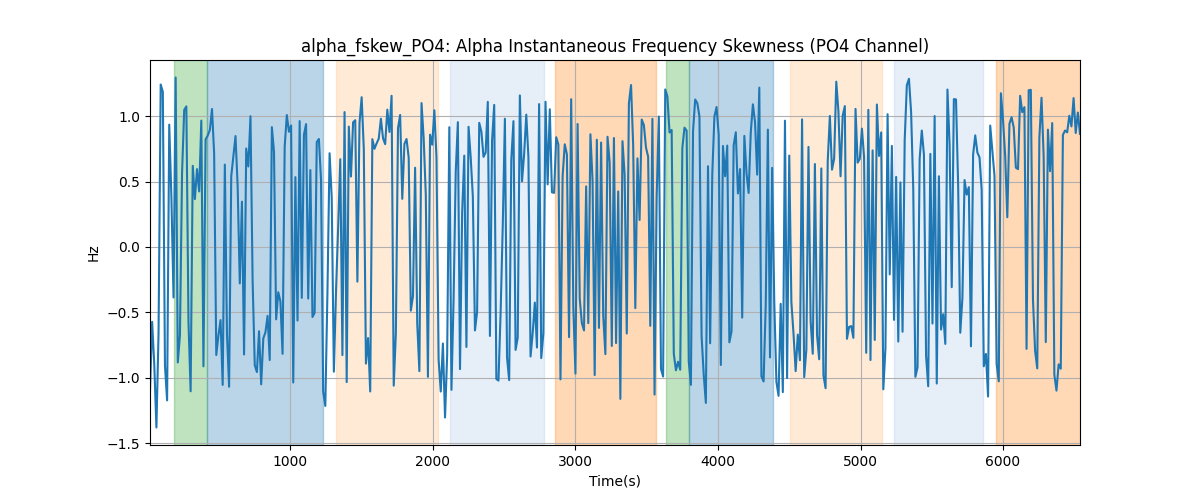 alpha_fskew_PO4: Alpha Instantaneous Frequency Skewness (PO4 Channel)
1.0
0.5
0.0
−0.5
−1.0
−1.5
Hz
1000 2000 3000 4000 5000 6000
Time(s)